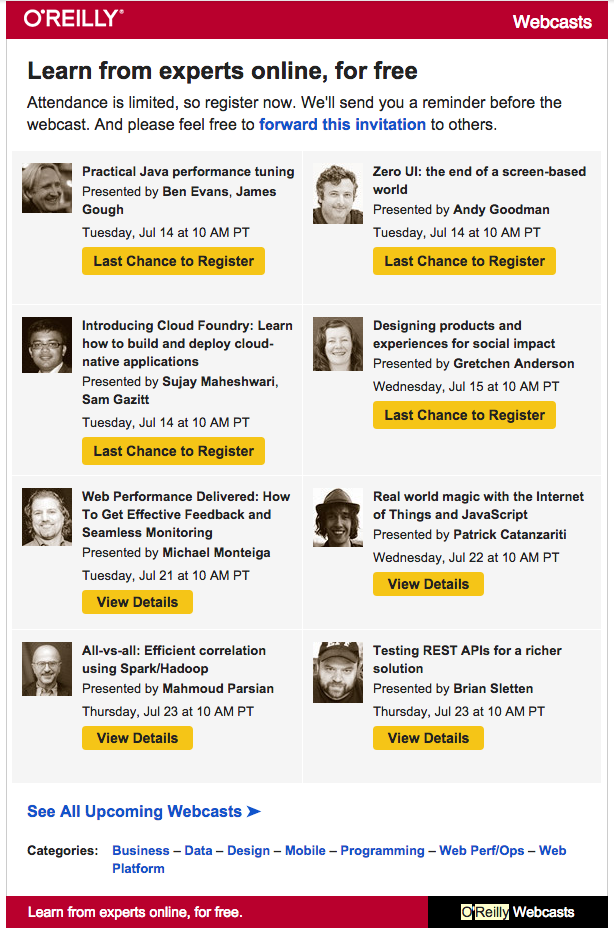 O'REILLY®
Webcasts
Learn from experts online, for free
Attendance is limited, so register now. We'll send you a reminder before the
webcast. And please feel free to forward this invitation to others.
Practical Java performance tuning
Presented by Ben Evans, James
Gough
Tuesday, Jul 14 at 10 AM PT
Last Chance to Register
Zero UI: the end of a screen-based
world
Presented by Andy Goodman
Tuesday, Jul 14 at 10 AM PT
Last Chance to Register
Introducing Cloud Foundry: Learn
how to build and deploy cloud-
native applications
Presented by Sujay Maheshwari,
Sam Gazitt
Tuesday, Jul 14 at 10 AM PT
Last Chance to Register
Designing products and
experiences for social impact
Presented by Gretchen Anderson
Wednesday, Jul 15 at 10 AM PT
Last Chance to Register
Web Performance Delivered: How
To Get Effective Feedback and
Seamless Monitoring
Presented by Michael Monteiga
Tuesday, Jul 21 at 10 AM PT
View Details
Real world magic with the Internet
of Things and JavaScript
Presented by Patrick Catanzariti
Wednesday, Jul 22 at 10 AM PT
View Details
All-vs-all: Efficient correlation
using Spark/Hadoop
Presented by Mahmoud Parsian
Thursday, Jul 23 at 10 AM PT
View Details
Testing REST APIs for a richer
solution
Presented by Brian Sletten
Thursday, Jul 23 at 10 AM PT
View Details
See All Upcoming Webcasts ➤
Categories: Business – Data – Design – Mobile – Programming – Web Perf/Ops – Web
Platform
Learn from experts online, for free.
O'Reilly Webcasts